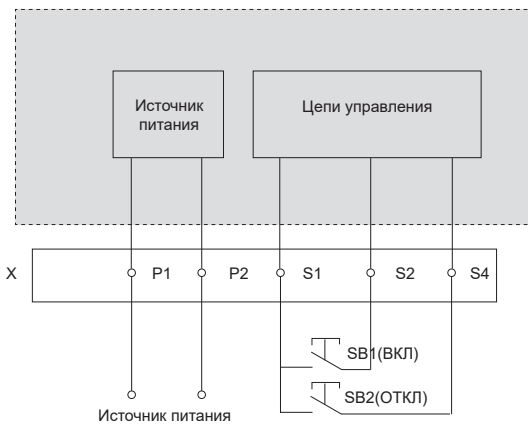 Источник
питания
Цепи управления
X P1 P2 S1 S2 S4
SB1(ВКЛ)
SB2(ОТКЛ)
Источник питания